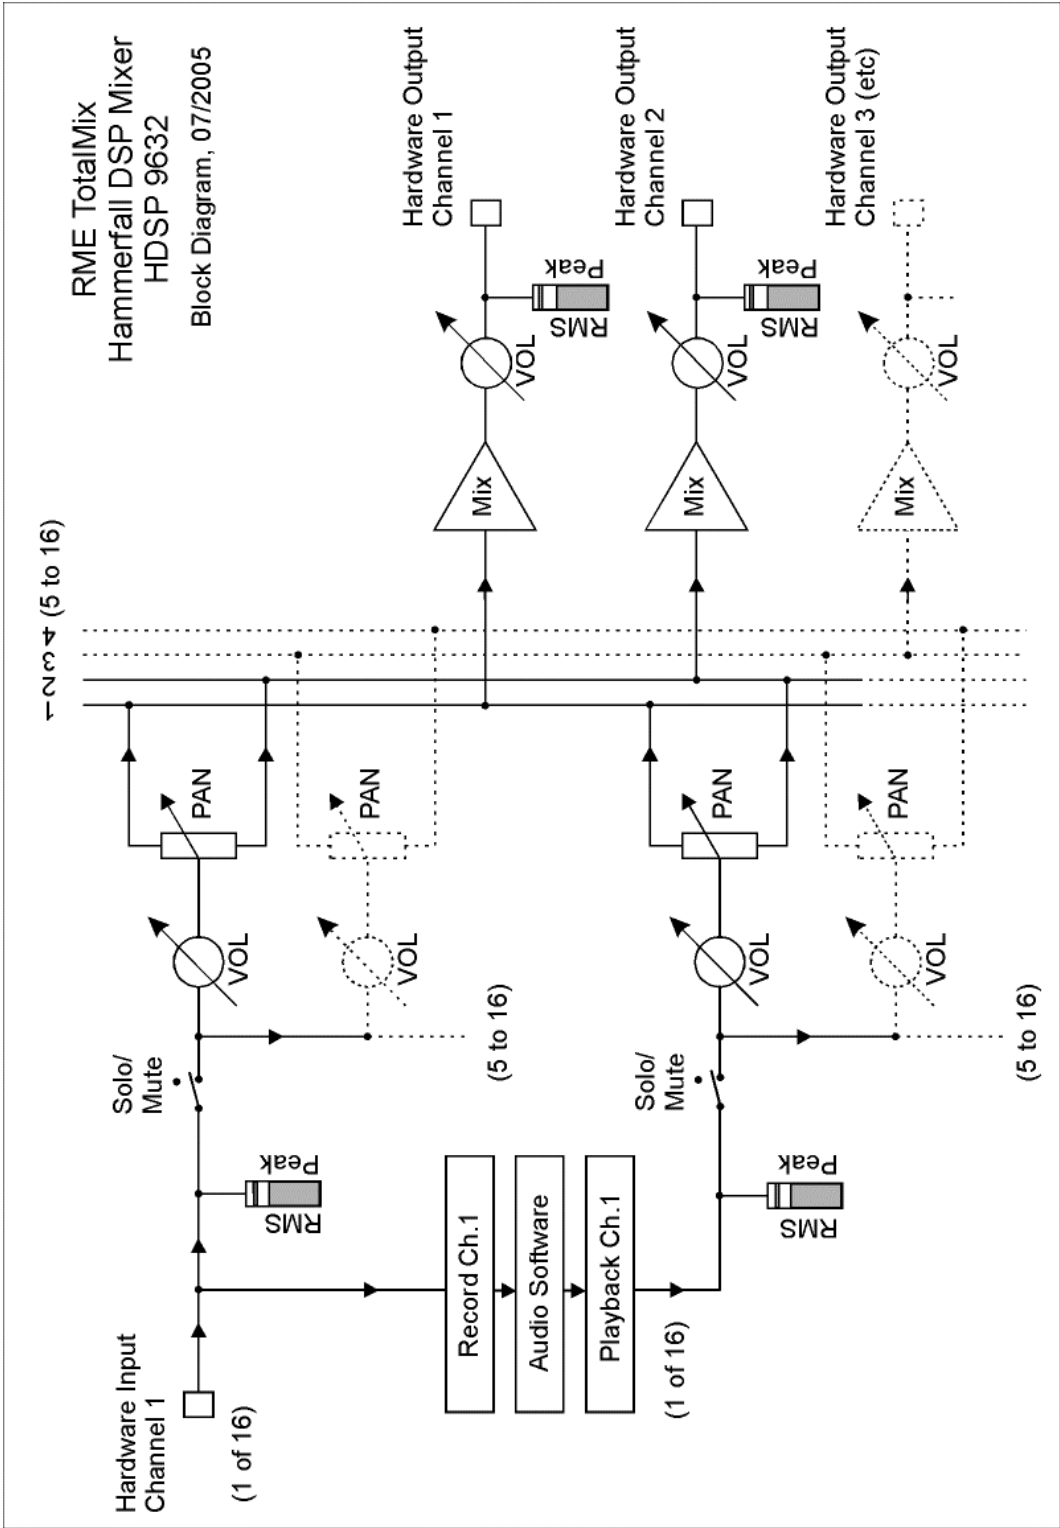 RME TotalMix
Hammerfall DSP Mixer
HDSP 9632
Block Diagram, 07/2005
1 2 3 4 (5 to 16)
Hardware Input
Channel 1
(1 of 16)
RMS
Peak
Solo/
Mute
VOL
PAN
VOL
PAN
(5 to 16)
Mix
VOL
RMS
Peak
Hardware Output
Channel 1
Record Ch.1
Audio Software
Playback Ch.1
(1 of 16)
RMS
Peak
Solo/
Mute
VOL
PAN
VOL
PAN
(5 to 16)
Mix
VOL
RMS
Peak
Hardware Output
Channel 2
Mix
VOL
Hardware Output
Channel 3 (etc)